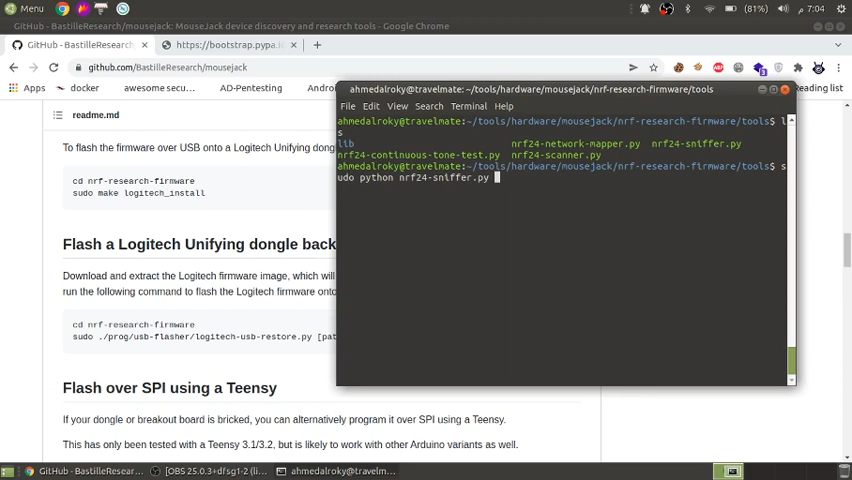 Menu
(81%)
7:04 م
GitHub - BastilleResearch/mousejack: MouseJack device discovery and research tools - Google Chrome
GitHub - BastilleResearch
https://bootstrap.pypa.i
github.com/BastilleResearch/mousejack
Apps
docker
awesome secu...
AD-Pentesting
Android
Reading list
readme.md
To flash the firmware over USB onto a Logitech Unifying dong
cd nrf-research-firmware
sudo make logitech_install
Flash a Logitech Unifying dongle back
Download and extract the Logitech firmware image, which will
run the following command to flash the Logitech firmware onto
cd nrf-research-firmware
sudo ./prog/usb-flasher/logitech-usb-restore.py [pat
Flash over SPI using a Teensy
If your dongle or breakout board is bricked, you can alternatively program it over SPI using a Teensy.
This has only been tested with a Teensy 3.1/3.2, but is likely to work with other Arduino variants as well.
ahmedalroky@travelmate: ~/tools/hardware/mousejack/nrf-research-firmware/tools
File Edit View Search Terminal Help
ahmedalroky@travelmate:~/tools/hardware/mousejack/nrf-research-firmware/tools$ l
s
lib nrf24-network-mapper.py nrf24-sniffer.py
nrf24-continuous-tone-test.py nrf24-scanner.py
ahmedalroky@travelmate:~/tools/hardware/mousejack/nrf-research-firmware/tools$ s
udo python nrf24-sniffer.py
GitHub - BastilleResear...
[OBS 25.0.3+dfsg1-2 (li...
ahmedalroky@travelm...